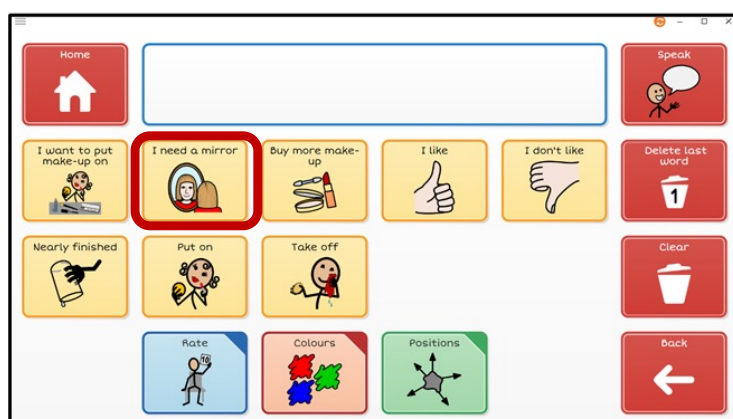 Home
Speak
I want to put
make-up on
I need a mirror
Buy more make-
up
I like
I don't like
Delete last
word
1
Nearly finished
Put on
Take off
Clear
Rate
10
Colours
Positions
Back